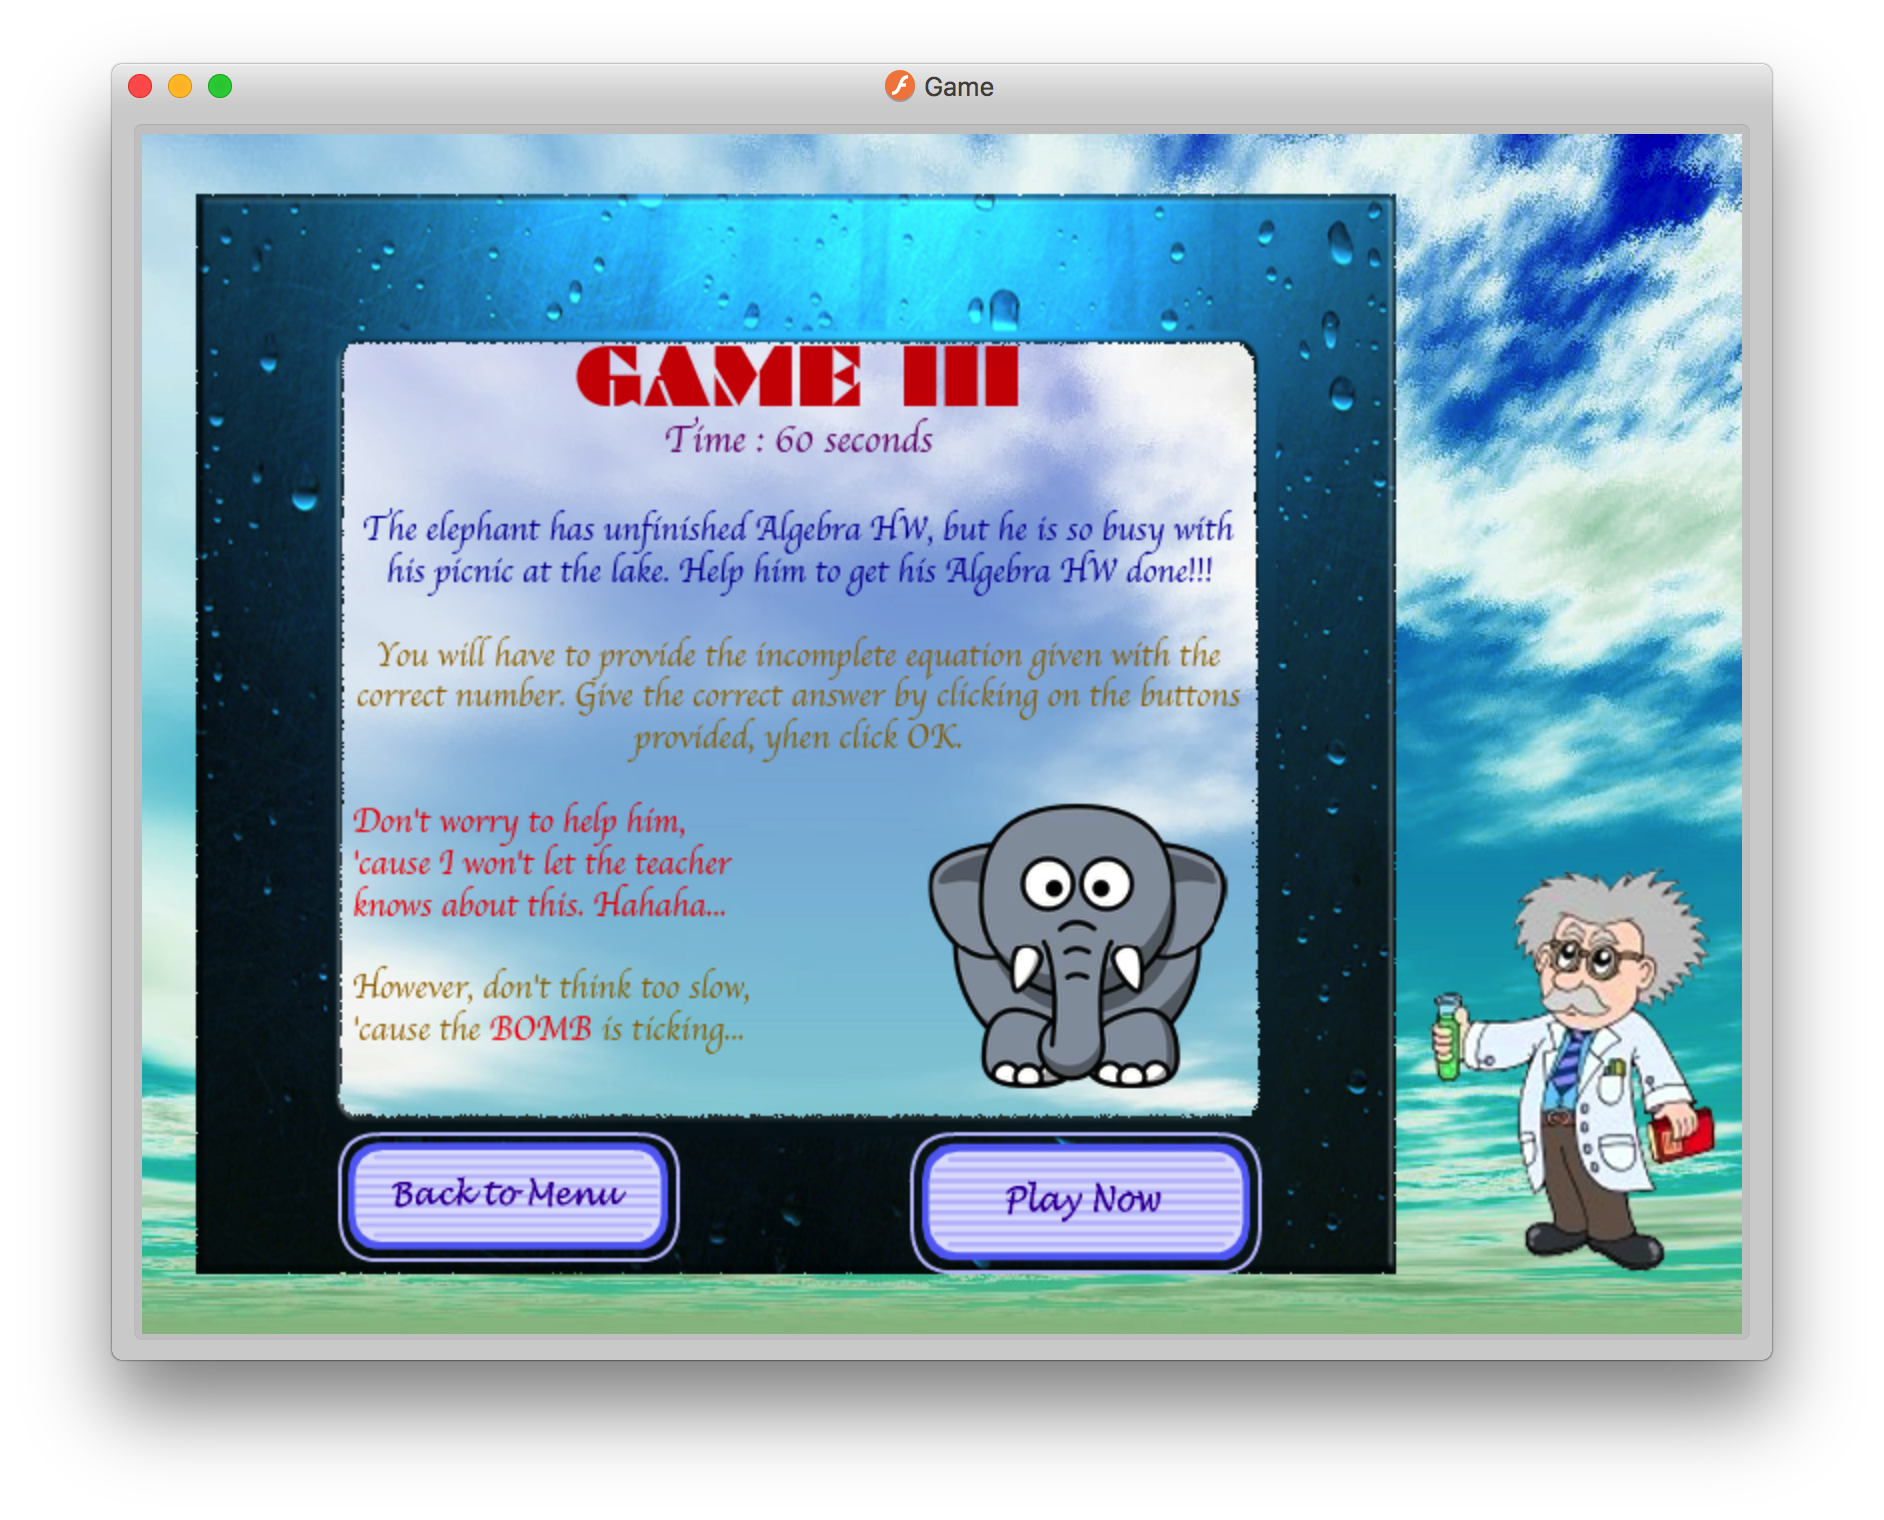 Game
GAME III
Time : 60 seconds
The elephant has unfinished Algebra HW, but he is so busy with
his picnic at the lake. Help him to get his Algebra HW done!!!
You will have to provide the incomplete equation given with the
correct number. Give the correct answer by clicking on the buttons
provided, yhen click OK.
Don't worry to help him,
'cause I won't let the teacher
knows about this. Hahaha...
However, don't think too slow,
'cause the BOMB is ticking...
Back to Menu
Play Now